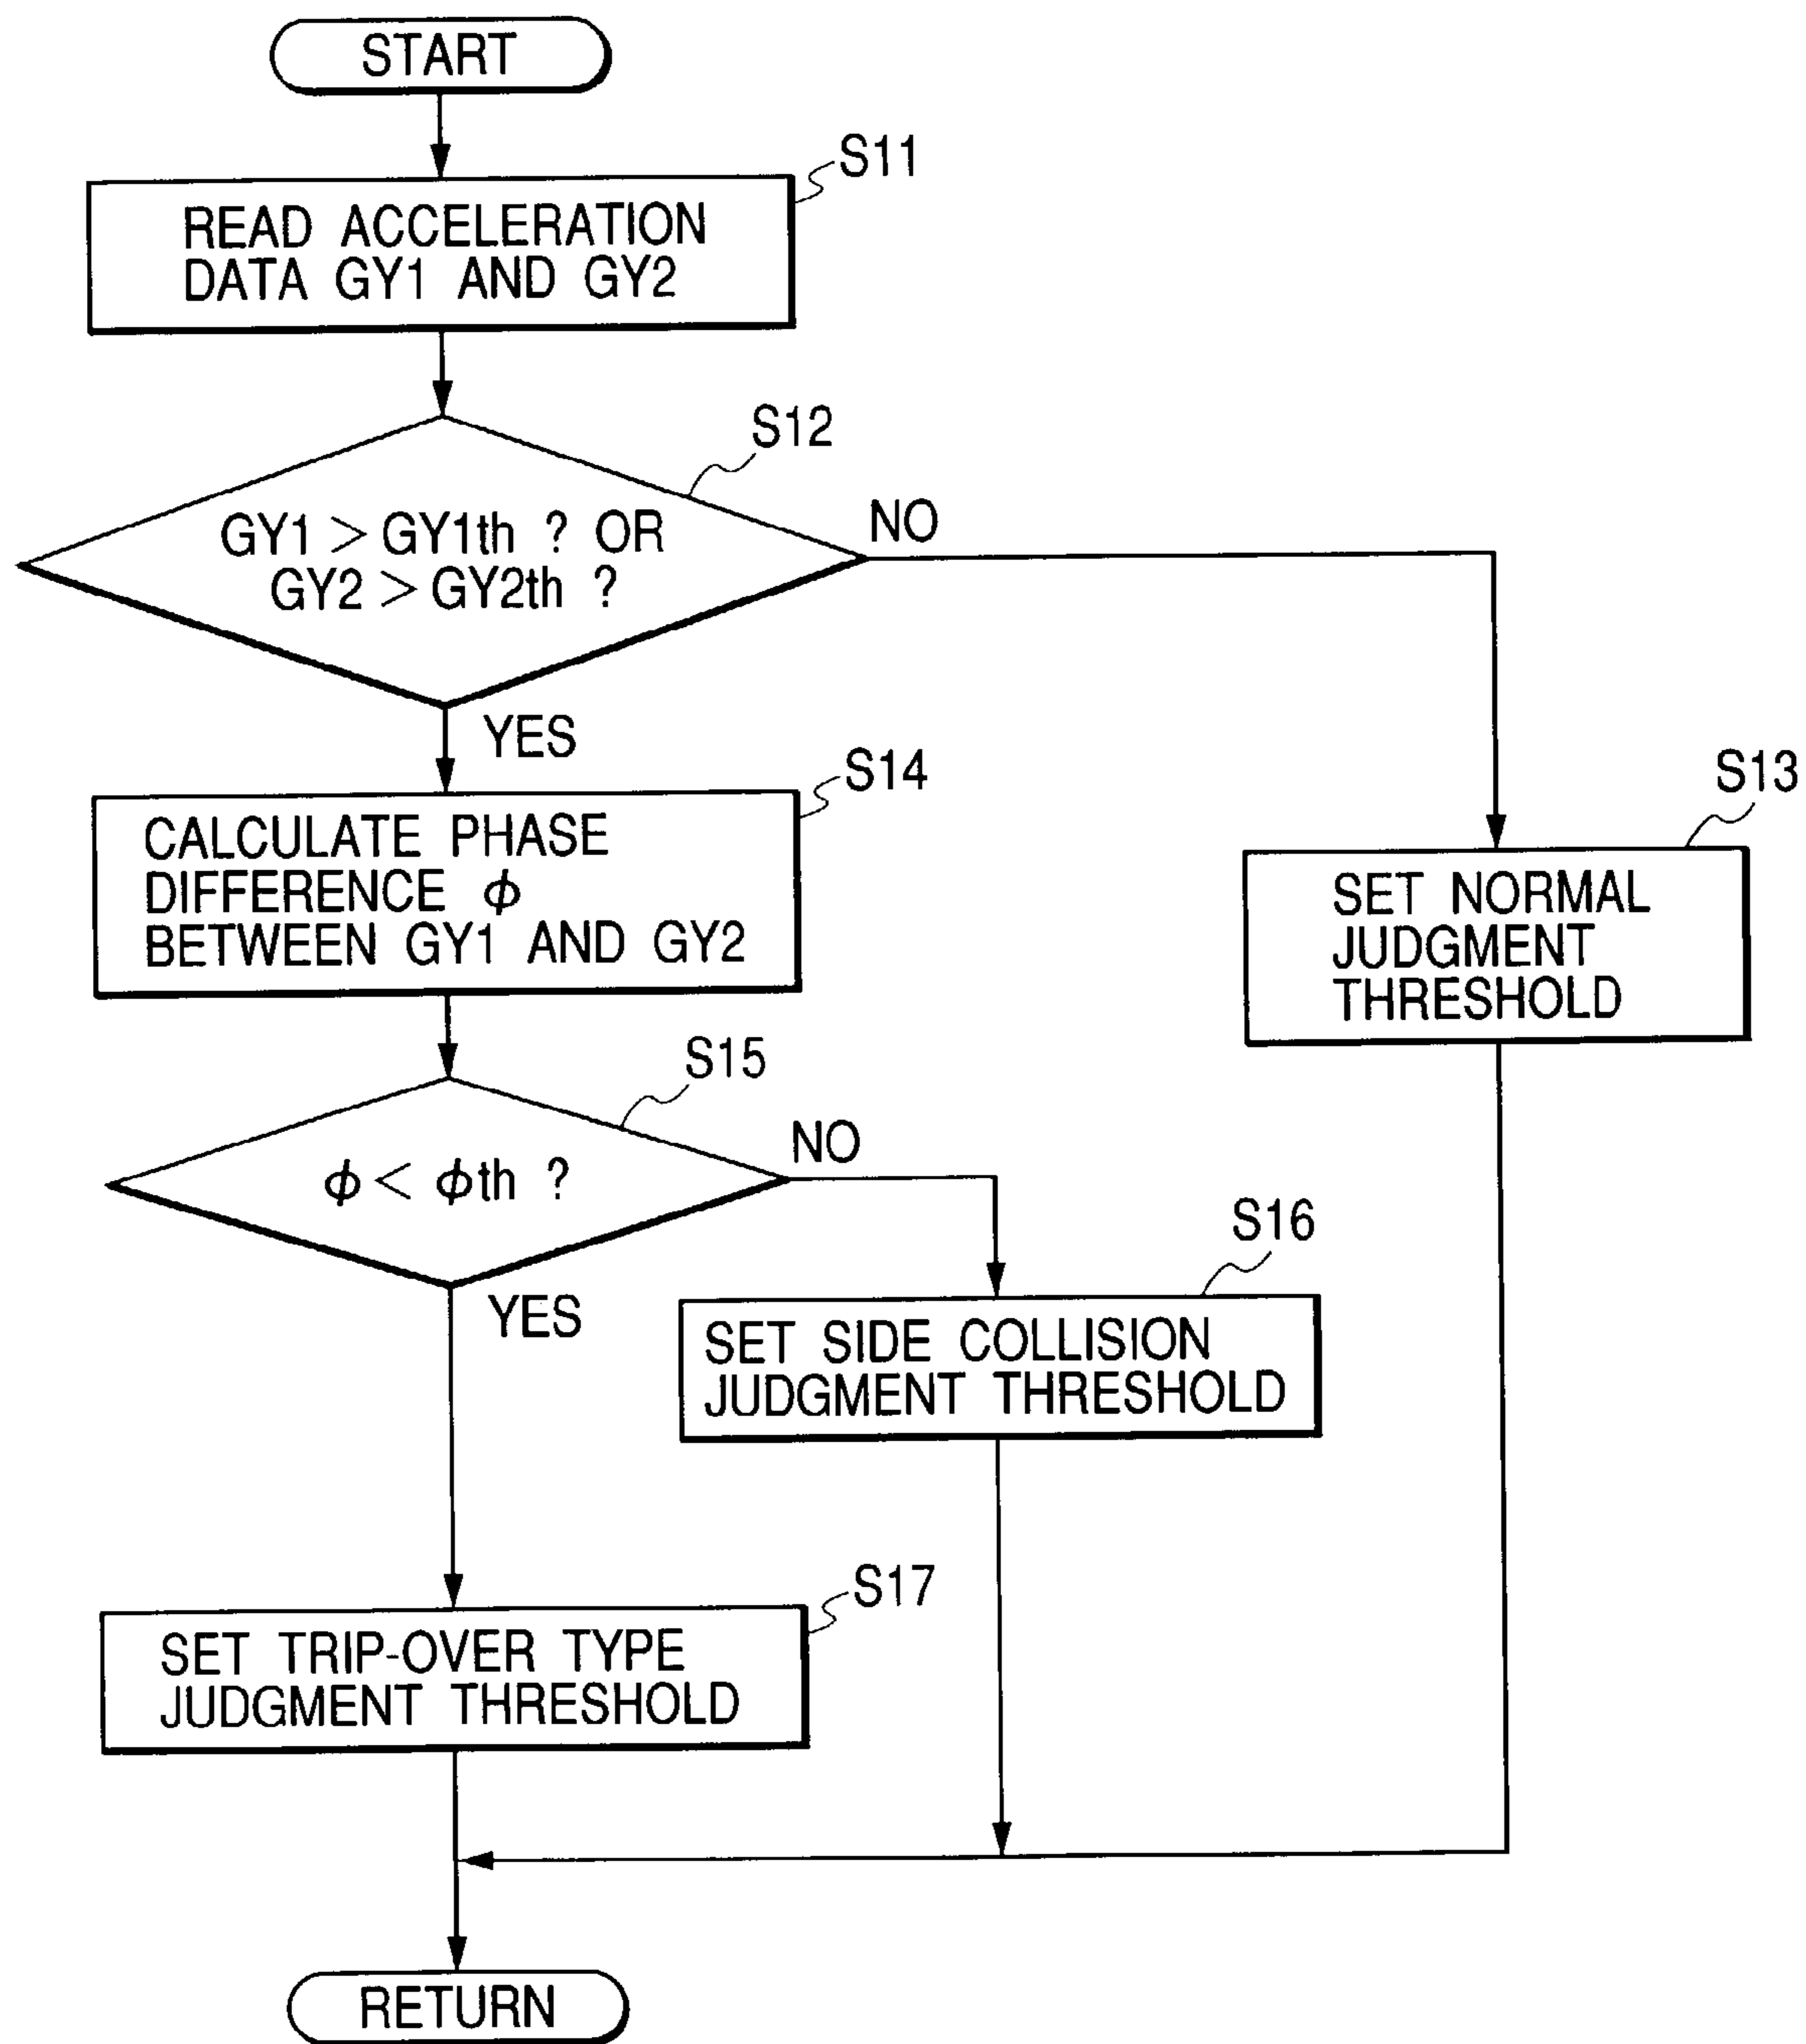 START
S11
READ ACCELERATION
DATA GY1 AND GY2
S12
GY1 > GY1th ? OR
GY2 > GY2th ?
NO
YES
S14
CALCULATE PHASE
DIFFERENCE ϕ
BETWEEN GY1 AND GY2
S13
SET NORMAL
JUDGMENT
THRESHOLD
S15
ϕ < ϕth ?
NO
YES
S16
SET SIDE COLLISION
JUDGMENT THRESHOLD
S17
SET TRIP-OVER TYPE
JUDGMENT THRESHOLD
RETURN